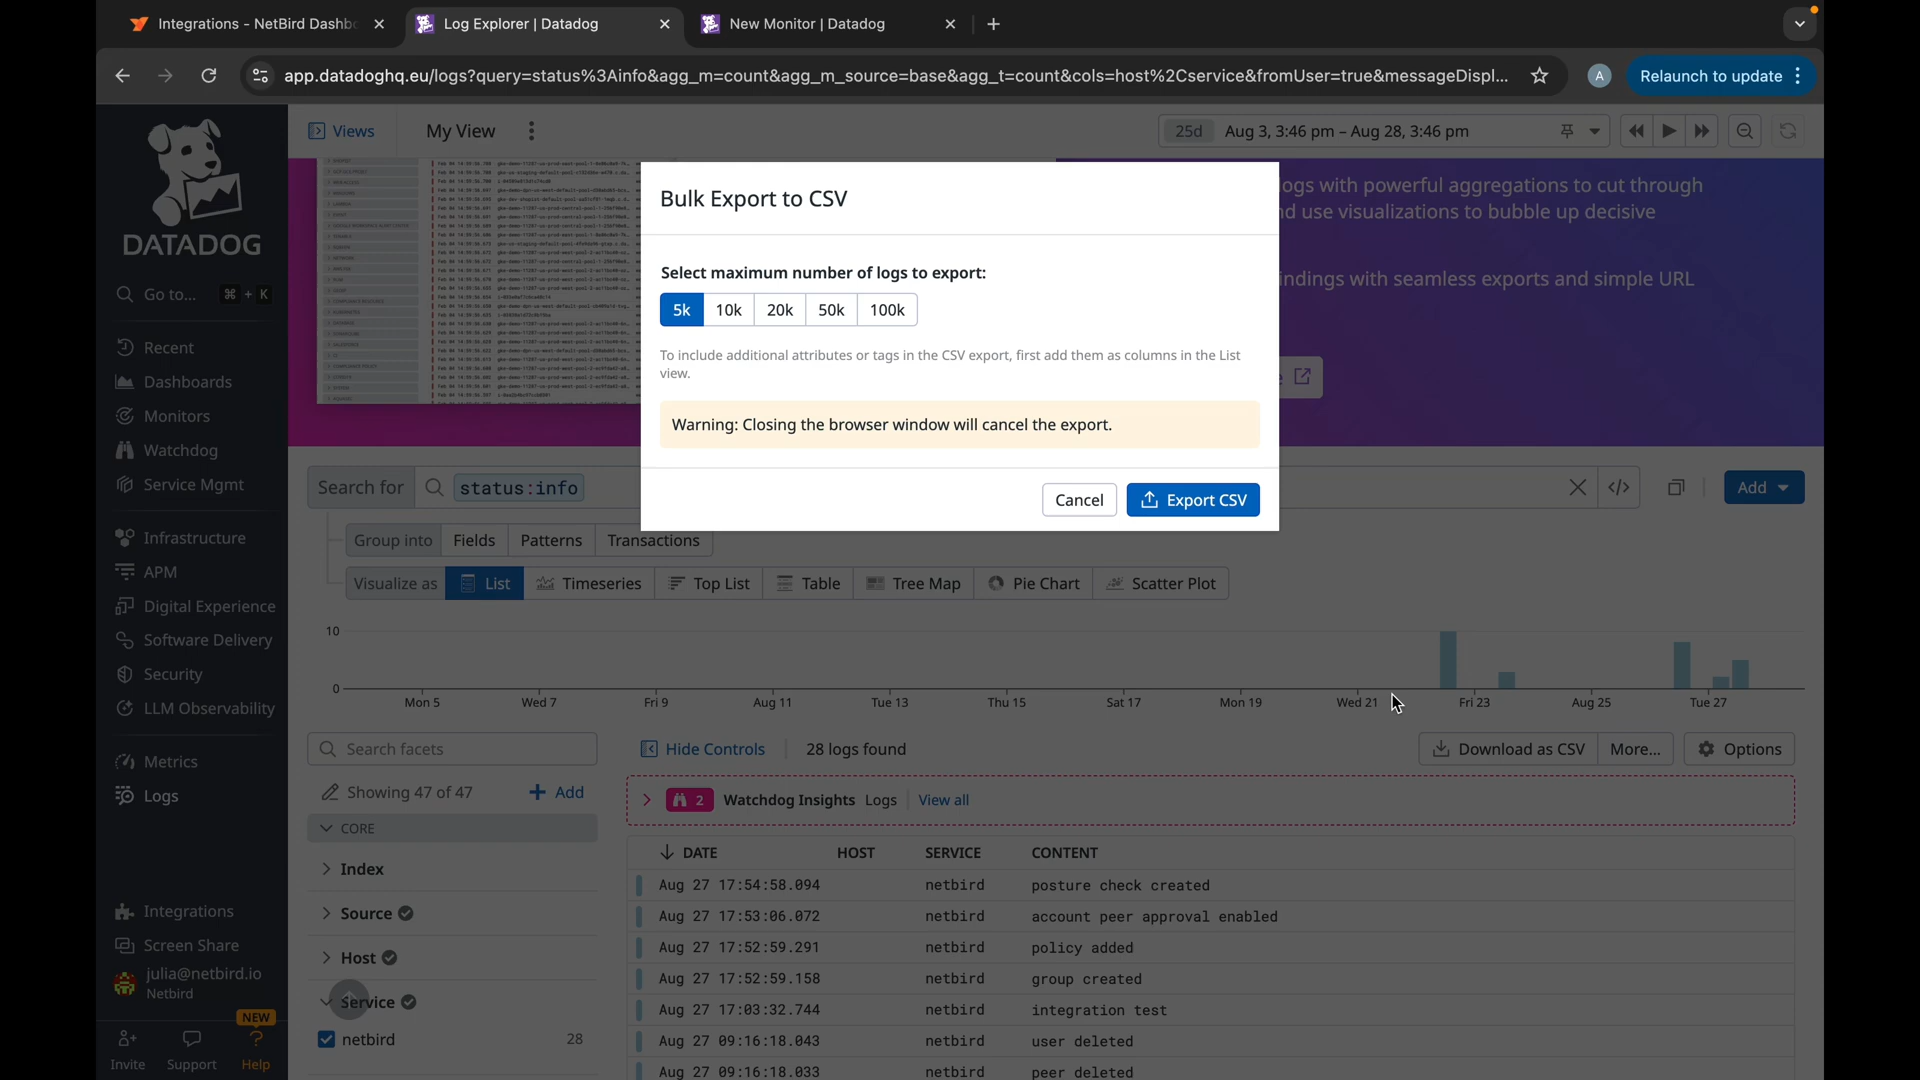 Integrations - NetBird Dashbo
Log Explorer | Datadog
New Monitor | Datadog
app.datadoghq.eu/logs?query=status%3Ainfo&agg_m=count&agg_m_source=base&agg_t=count&cols=host%2Cservice&fromUser=true&messageDispl...
A
Relaunch to update
DATADOG
Go to... ⌘ + K
Recent
Dashboards
Monitors
Watchdog
Service Mgmt
Infrastructure
APM
Digital Experience
Software Delivery
Security
LLM Observability
Metrics
Logs
Integrations
Screen Share
julia@netbird.io
Netbird
NEW
Invite Support Help
Views My View 25d Aug 3, 3:46 pm – Aug 28, 3:46 pm
ogs with powerful aggregations to cut through
nd use visualizations to bubble up decisive
indings with seamless exports and simple URL
Bulk Export to CSV
Select maximum number of logs to export:
5k 10k 20k 50k 100k
To include additional attributes or tags in the CSV export, first add them as columns in the List
view.
Warning: Closing the browser window will cancel the export.
Cancel Export CSV
Search for status:info </> Add
Group into Fields Patterns Transactions
Visualize as List Timeseries Top List Table Tree Map Pie Chart Scatter Plot
10
0
Mon 5 Wed 7 Fri 9 Aug 11 Tue 13 Thu 15 Sat 17 Mon 19 Wed 21 Fri 23 Aug 25 Tue 27
Search facets
Showing 47 of 47 + Add
CORE
Index
Source
Host
Service
netbird 28
Hide Controls 28 logs found Download as CSV More... Options
2 Watchdog Insights Logs View all
DATE HOST SERVICE CONTENT
Aug 27 17:54:58.094 netbird posture check created
Aug 27 17:53:06.072 netbird account peer approval enabled
Aug 27 17:52:59.291 netbird policy added
Aug 27 17:52:59.158 netbird group created
Aug 27 17:03:32.744 netbird integration test
Aug 27 09:16:18.043 netbird user deleted
Aug 27 09:16:18.033 netbird peer deleted